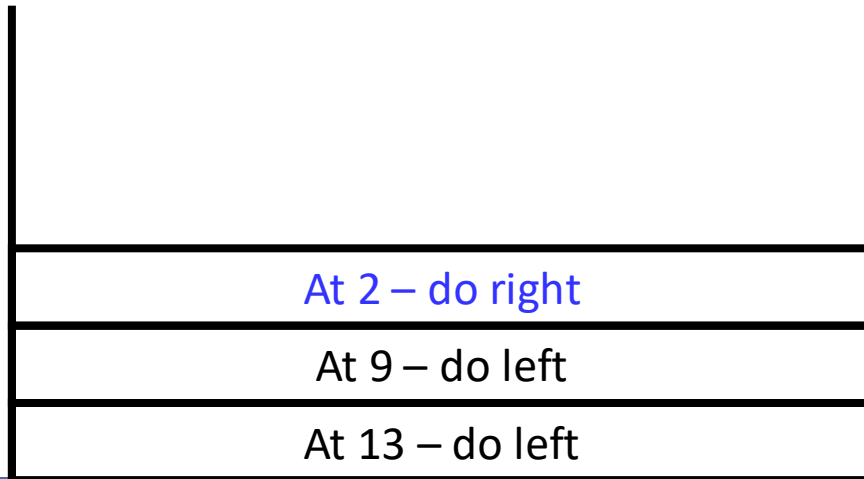 At 2 – do right
At 9 – do left
At 13 – do left